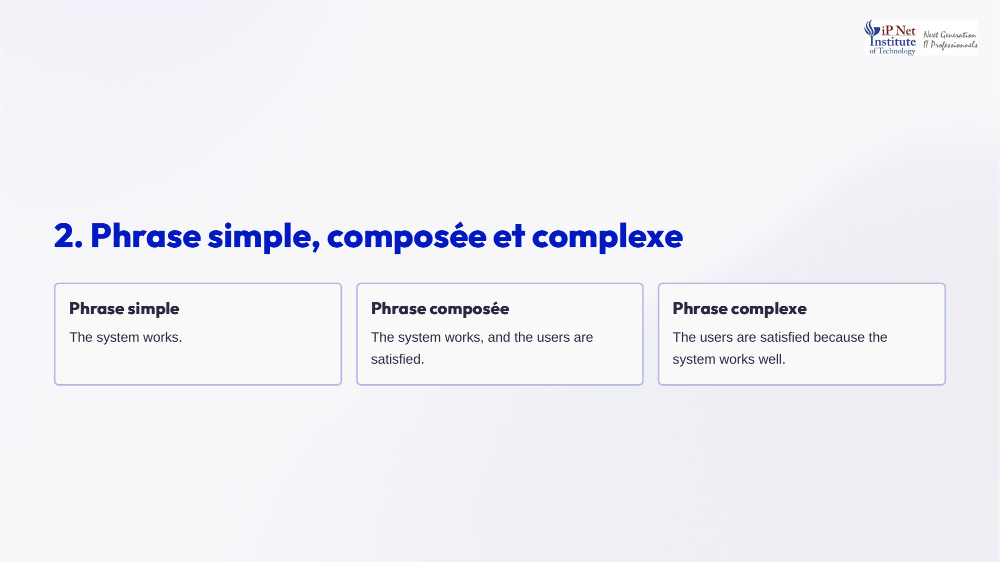 iP Net
Institute
of Technology
Next Generation
IT Professionnels
2. Phrase simple, composée et complexe
Phrase simple
The system works.
Phrase composée
The system works, and the users are
satisfied.
Phrase complexe
The users are satisfied because the
system works well.